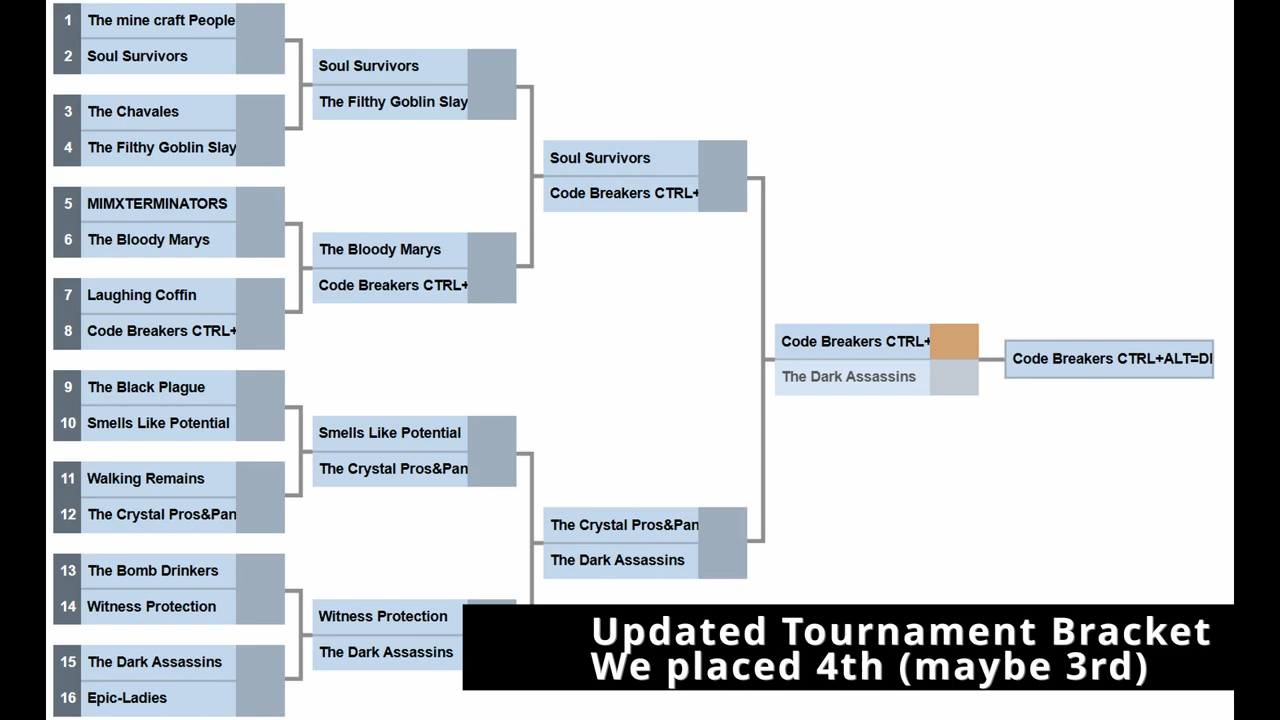 1 The mine craft People
2 Soul Survivors
3 The Chavales
4 The Filthy Goblin Slay
5 MIMXTERMINATORS
6 The Bloody Marys
7 Laughing Coffin
8 Code Breakers CTRL+
9 The Black Plague
10 Smells Like Potential
11 Walking Remains
12 The Crystal Pros&Pan
13 The Bomb Drinkers
14 Witness Protection
15 The Dark Assassins
16 Epic-Ladies
Soul Survivors
The Filthy Goblin Slay
The Bloody Marys
Code Breakers CTRL+
Smells Like Potential
The Crystal Pros&Pan
Witness Protection
The Dark Assassins
Soul Survivors
Code Breakers CTRL+
The Crystal Pros&Pan
The Dark Assassins
Code Breakers CTRL+
The Dark Assassins
Code Breakers CTRL+ALT=DI
Updated Tournament Bracket
We placed 4th (maybe 3rd)